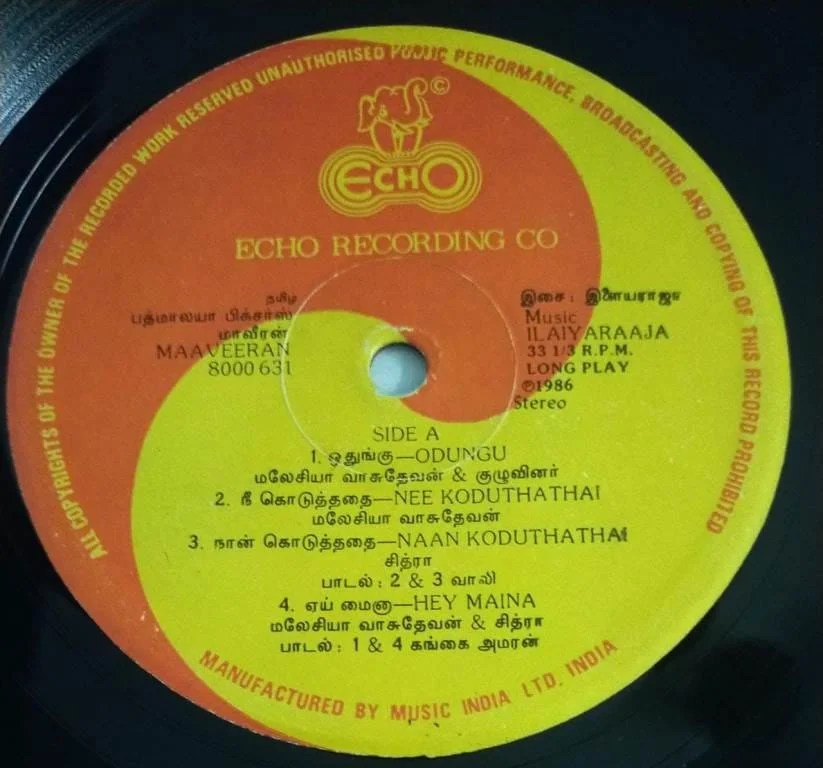 ALL COPYRIGHTS OF THE OWNER OF THE RECORDED WORK RESERVED UNAUTHORISED PUBLIC PERFORMANCE, BROADCASTING AND COPYING OF THIS RECORD PROHIBITED
©
ECHO
ECHO RECORDING CO
தமிழ்
பத்மாலயா பிக்சர்ஸ்
மாவீரன்
MAAVEERAN
8000 631
இசை : இளையராஜா
Music
ILAIYARAAJA
33 1/3 R.P.M.
LONG PLAY
℗1986
Stereo
SIDE A
1. ஒதுங்கு—ODUNGU
மலேசியா வாசுதேவன் & குழுவினர்
2. நீ கொடுத்ததை—NEE KODUTHATHAI
மலேசியா வாசுதேவன்
3. நான் கொடுத்ததை—NAAN KODUTHATHAI
சித்ரா
பாடல் : 2 & 3 வாலி
4. ஏய் மைனா—HEY MAINA
மலேசியா வாசுதேவன் & சித்ரா
பாடல் : 1 & 4 கங்கை அமரன்
MANUFACTURED BY MUSIC INDIA LTD. INDIA